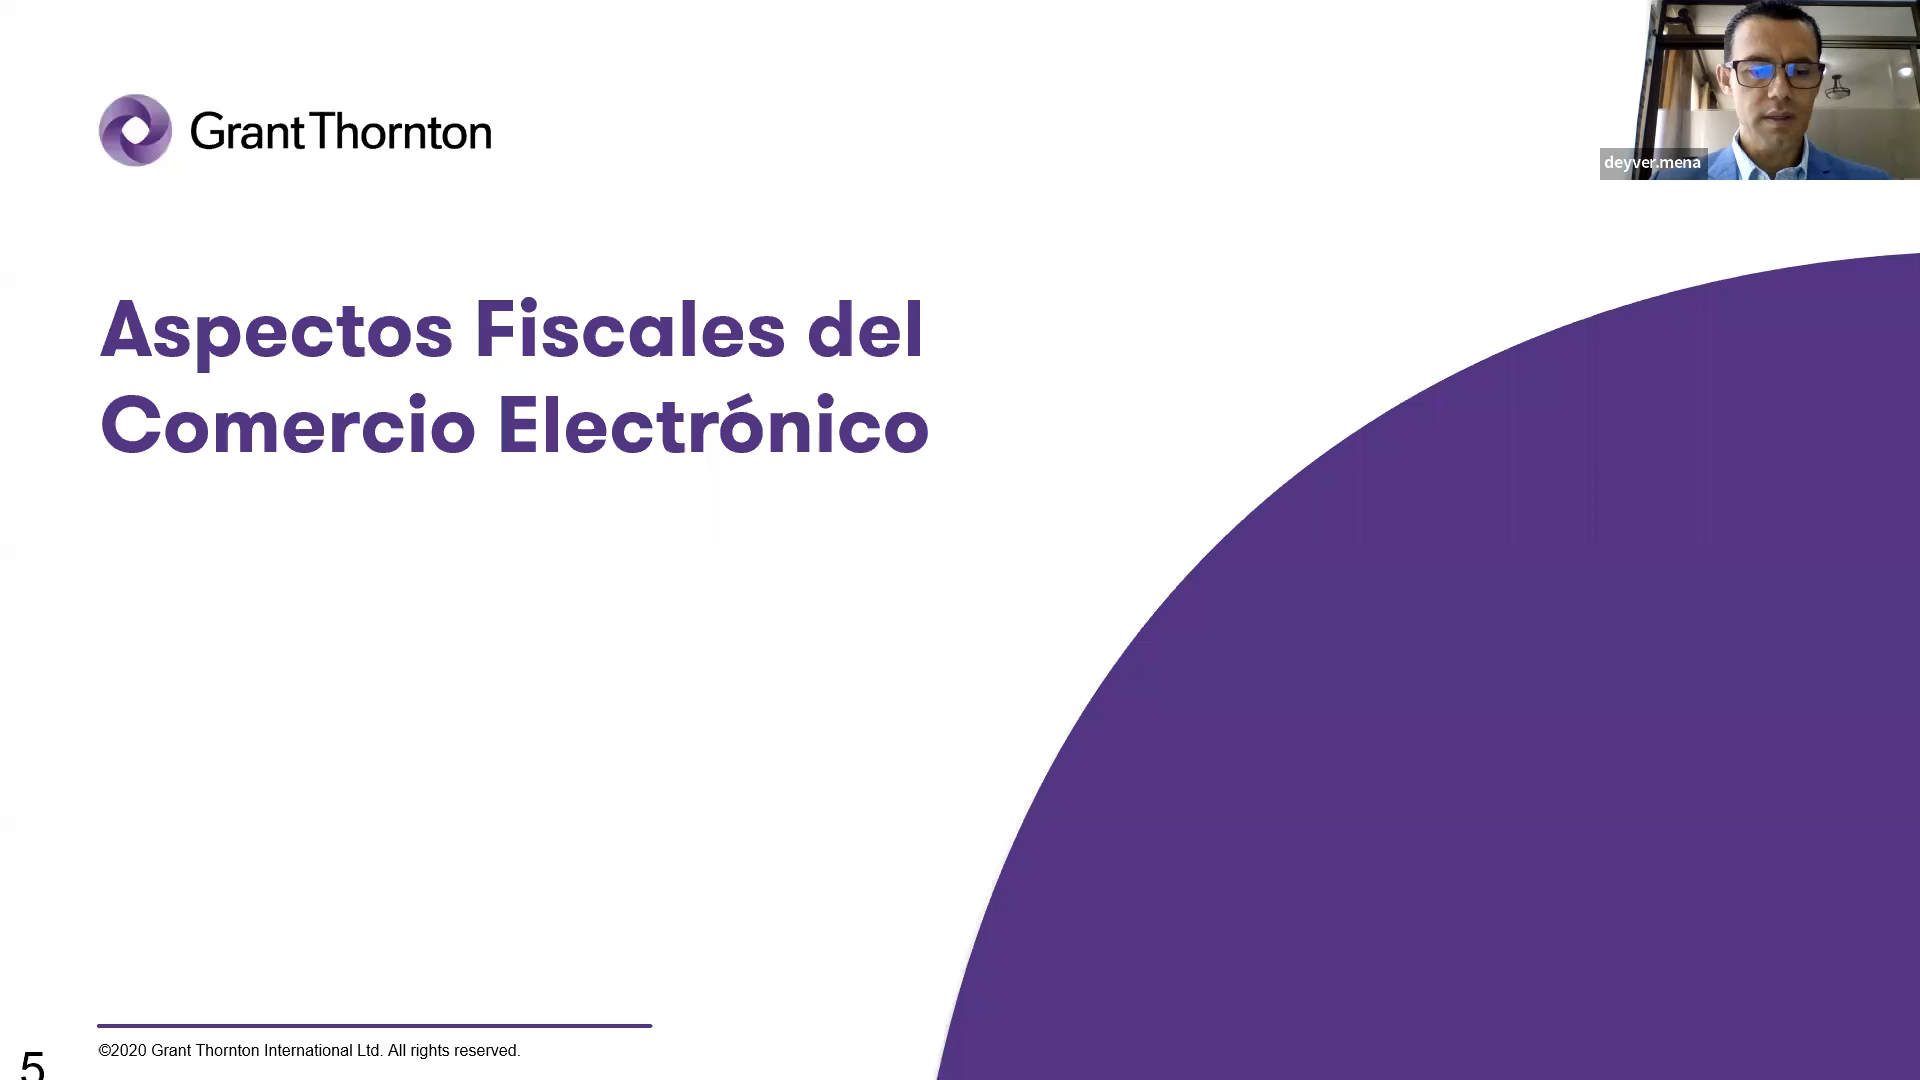 Grant Thornton
deyver.mena
Aspectos Fiscales del
Comercio Electrónico
©2020 Grant Thornton International Ltd. All rights reserved.
5